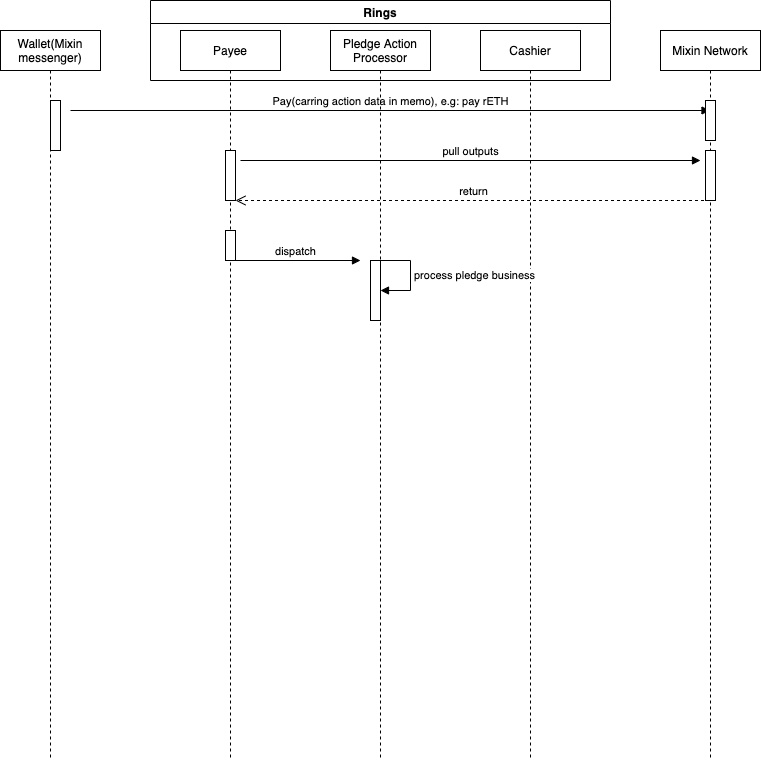 Rings
Wallet(Mixin
messenger)
Payee
Pledge Action
Processor
Cashier
Mixin Network
Pay(carring action data in memo), e.g: pay rETH
pull outputs
return
dispatch
process pledge business